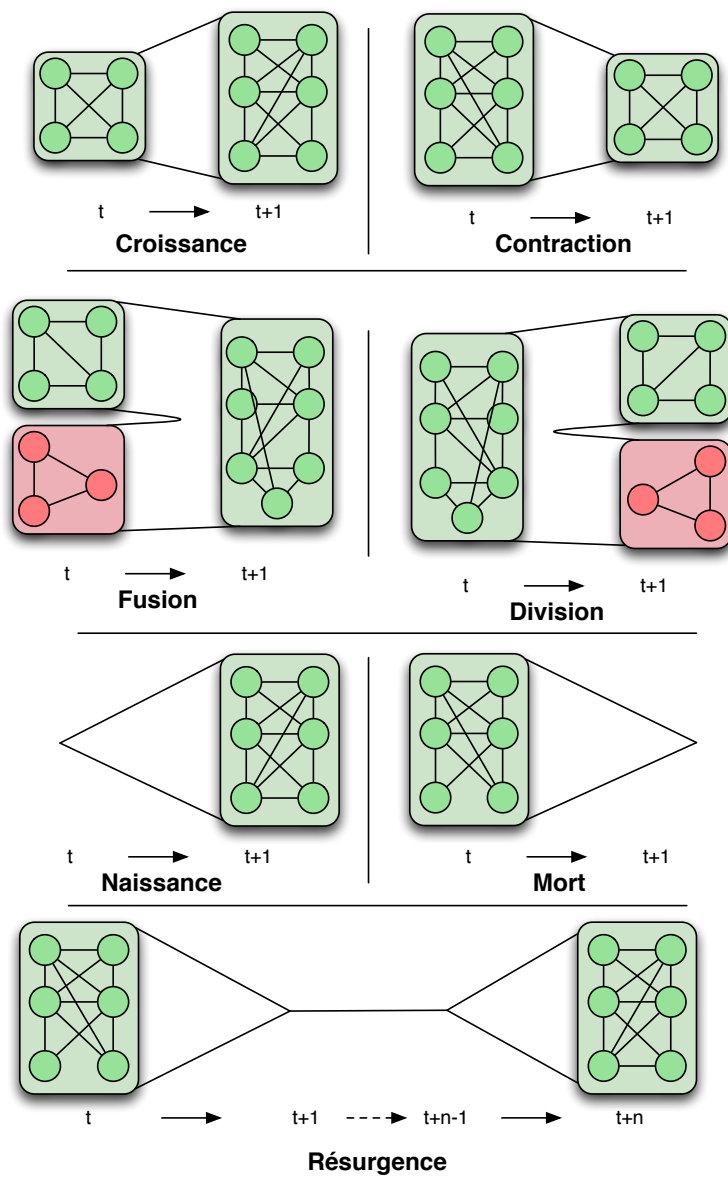 t t+1
Croissance
t t+1
Contraction
t t+1
Fusion
t t+1
Division
t t+1
Naissance
t t+1
Mort
t t+1 t+n-1 t+n
Résurgence